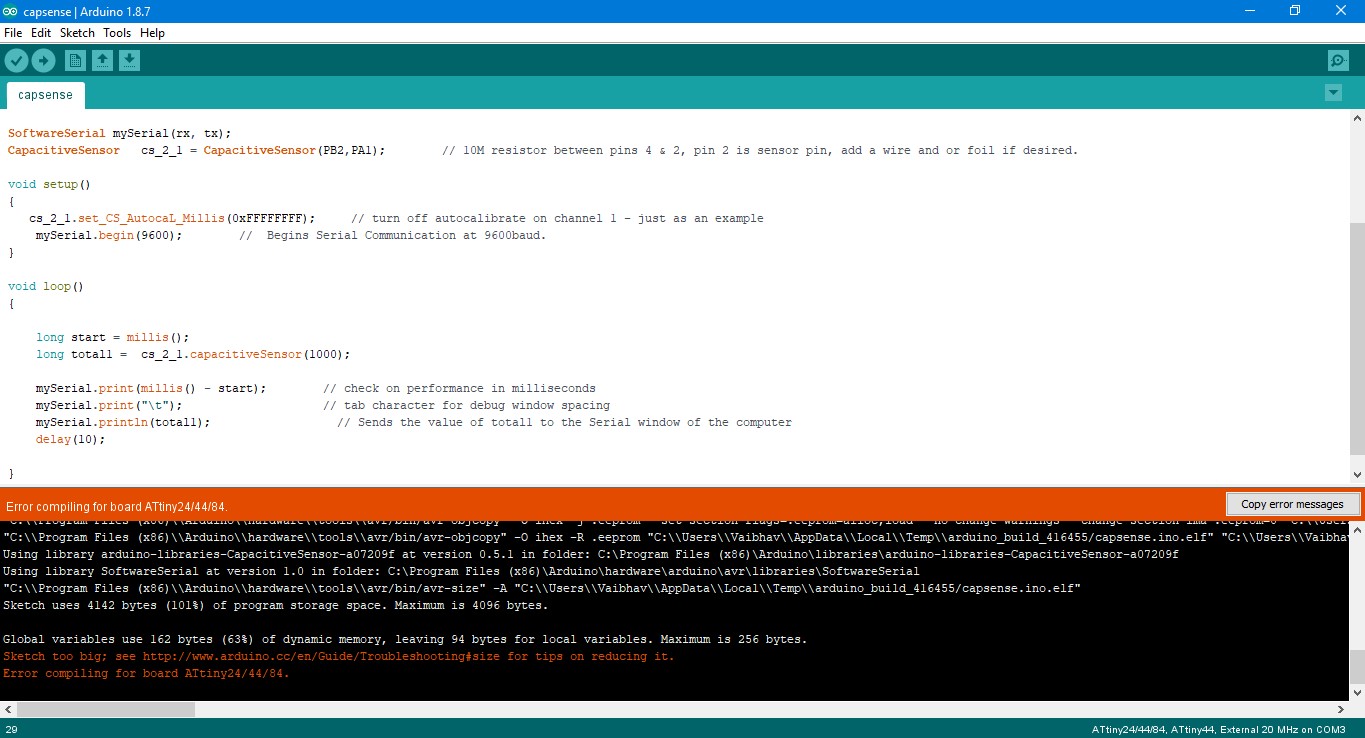 capsense | Arduino 1.8.7
File Edit Sketch Tools Help
capsense
SoftwareSerial mySerial(rx, tx);
CapacitiveSensor   cs_2_1 = CapacitiveSensor(PB2,PA1);        // 10M resistor between pins 4 & 2, pin 2 is sensor pin, add a wire and or foil if desired.
void setup()
{
   cs_2_1.set_CS_AutocaL_Millis(0xFFFFFFFF);     // turn off autocalibrate on channel 1 - just as an example
    mySerial.begin(9600);        //  Begins Serial Communication at 9600baud.
}
void loop()
{
    long start = millis();
    long total1 =  cs_2_1.capacitiveSensor(1000);
    mySerial.print(millis() - start);        // check on performance in milliseconds
    mySerial.print("\t");                    // tab character for debug window spacing
    mySerial.println(total1);                  // Sends the value of total1 to the Serial window of the computer
    delay(10);
}
Error compiling for board ATtiny24/44/84.
Copy error messages
"C:\\Program Files (x86)\\Arduino\\hardware\\tools\\avr/bin/avr-objcopy" -O ihex -R .eeprom "C:\\Users\\Vaibhav\\AppData\\Local\\Temp\\arduino_build_416455/capsense.ino.elf" "C:\\Users\\Vaibhav
Using library arduino-libraries-CapacitiveSensor-a07209f at version 0.5.1 in folder: C:\Program Files (x86)\Arduino\libraries\arduino-libraries-CapacitiveSensor-a07209f
Using library SoftwareSerial at version 1.0 in folder: C:\Program Files (x86)\Arduino\hardware\arduino\avr\libraries\SoftwareSerial
"C:\\Program Files (x86)\\Arduino\\hardware\\tools\\avr/bin/avr-size" -A "C:\\Users\\Vaibhav\\AppData\\Local\\Temp\\arduino_build_416455/capsense.ino.elf"
Sketch uses 4142 bytes (101%) of program storage space. Maximum is 4096 bytes.
Global variables use 162 bytes (63%) of dynamic memory, leaving 94 bytes for local variables. Maximum is 256 bytes.
Sketch too big; see http://www.arduino.cc/en/Guide/Troubleshooting#size for tips on reducing it.
Error compiling for board ATtiny24/44/84.
29
ATtiny24/44/84, ATtiny44, External 20 MHz on COM3